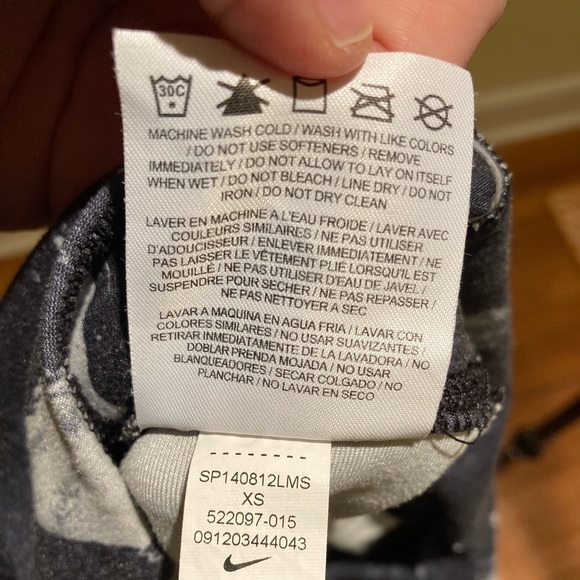 30C
MACHINE WASH COLD / WASH WITH LIKE COLORS
/ DO NOT USE SOFTENERS / REMOVE
IMMEDIATELY / DO NOT ALLOW TO LAY ON ITSELF
WHEN WET / DO NOT BLEACH / LINE DRY / DO NOT
IRON / DO NOT DRY CLEAN
LAVER EN MACHINE A L'EAU FROIDE / LAVER AVEC
COULEURS SIMILAIRES / NE PAS UTILISER
D'ADOUCISSEUR / ENLEVER IMMEDIATEMENT / NE
PAS LAISSER LE VÊTEMENT PLIÉ LORSQU'IL EST
MOUILLÉ / NE PAS UTILISER D'EAU DE JAVEL /
SUSPENDRE POUR SECHER / NE PAS REPASSER /
NE PAS NETTOYER A SEC
LAVAR A MAQUINA EN AGUA FRIA / LAVAR CON
COLORES SIMILARES / NO USAR SUAVIZANTES /
RETIRAR INMEDIATAMENTE DE LA LAVADORA / NO
DOBLAR PRENDA MOJADA / NO USAR
BLANQUEADORES / SECAR COLGADO / NO
PLANCHAR / NO LAVAR EN SECO
SP140812LMS
XS
522097-015
091203444043